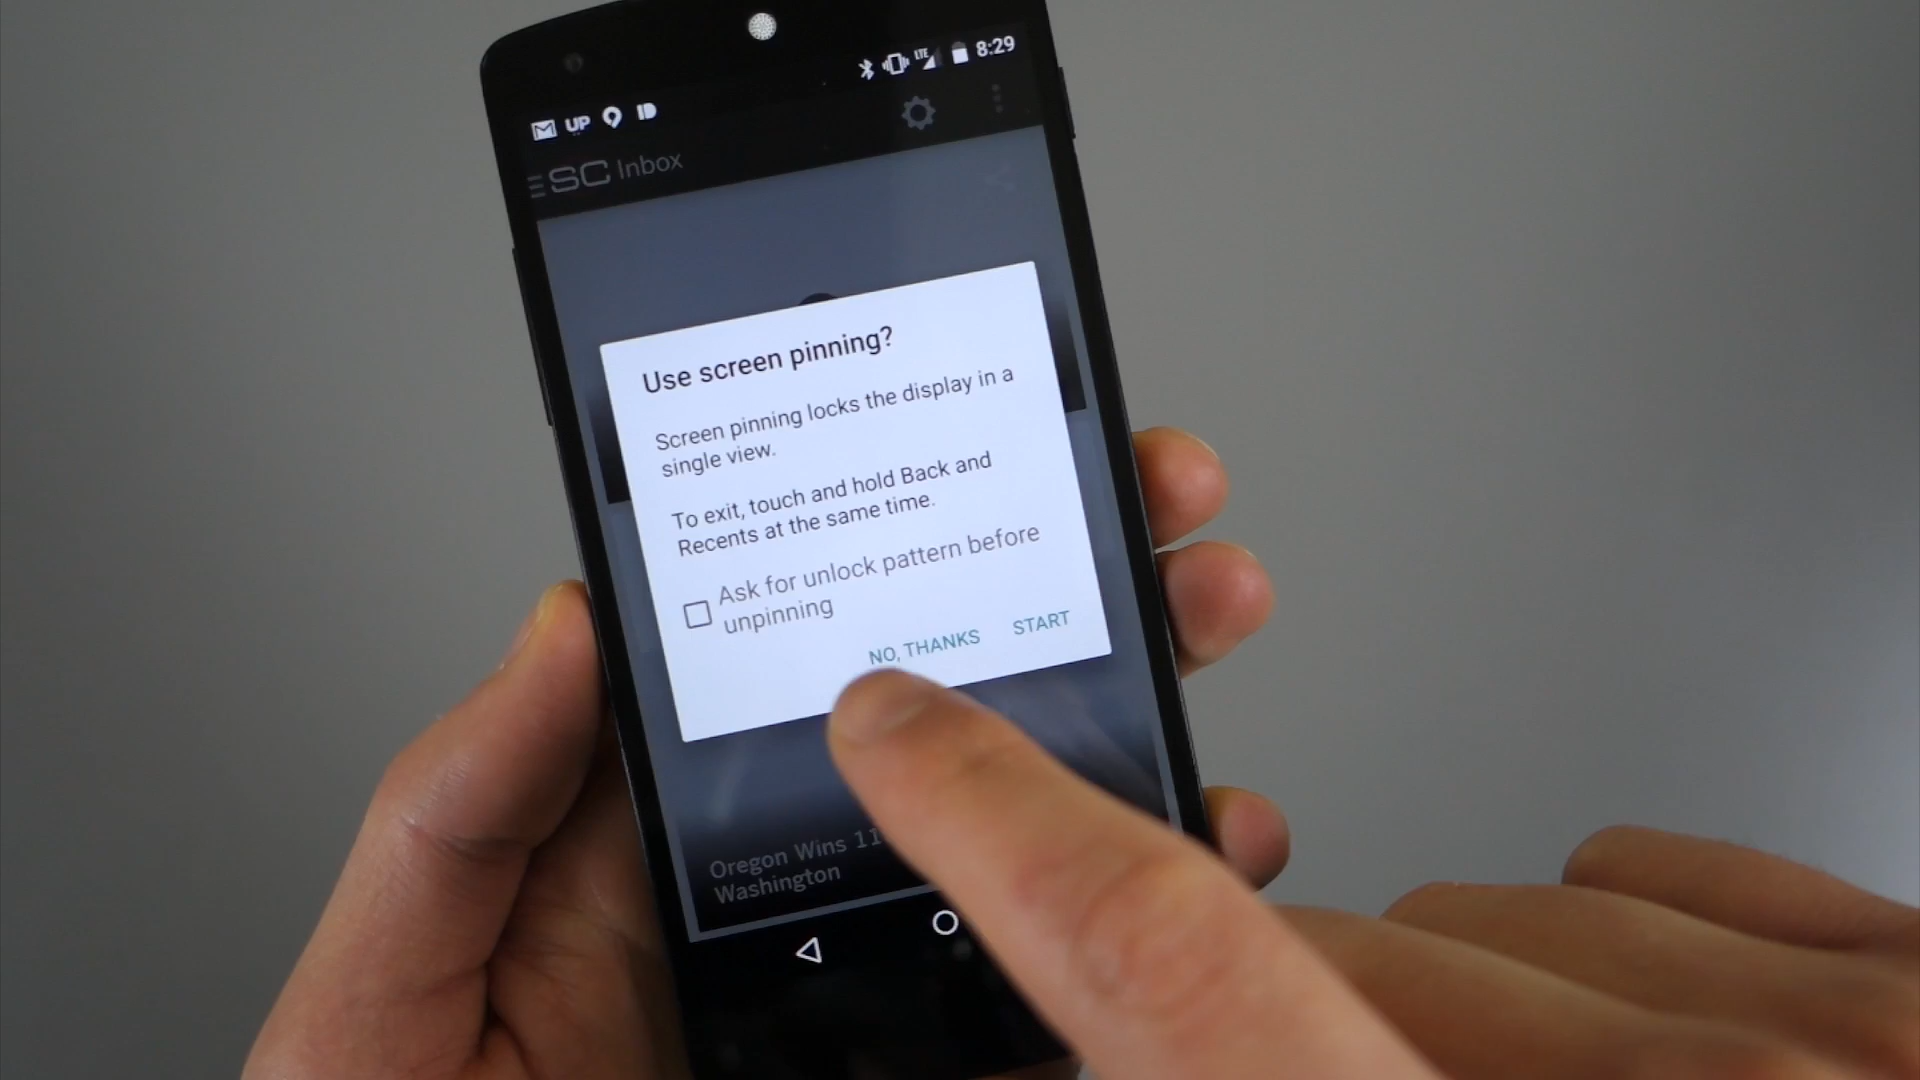 LTE 8:29
UP
SC Inbox
Use screen pinning?
Screen pinning locks the display in a
single view.
To exit, touch and hold Back and
Recents at the same time.
Ask for unlock pattern before
unpinning
NO, THANKS START
Oregon Wins 11
Washington